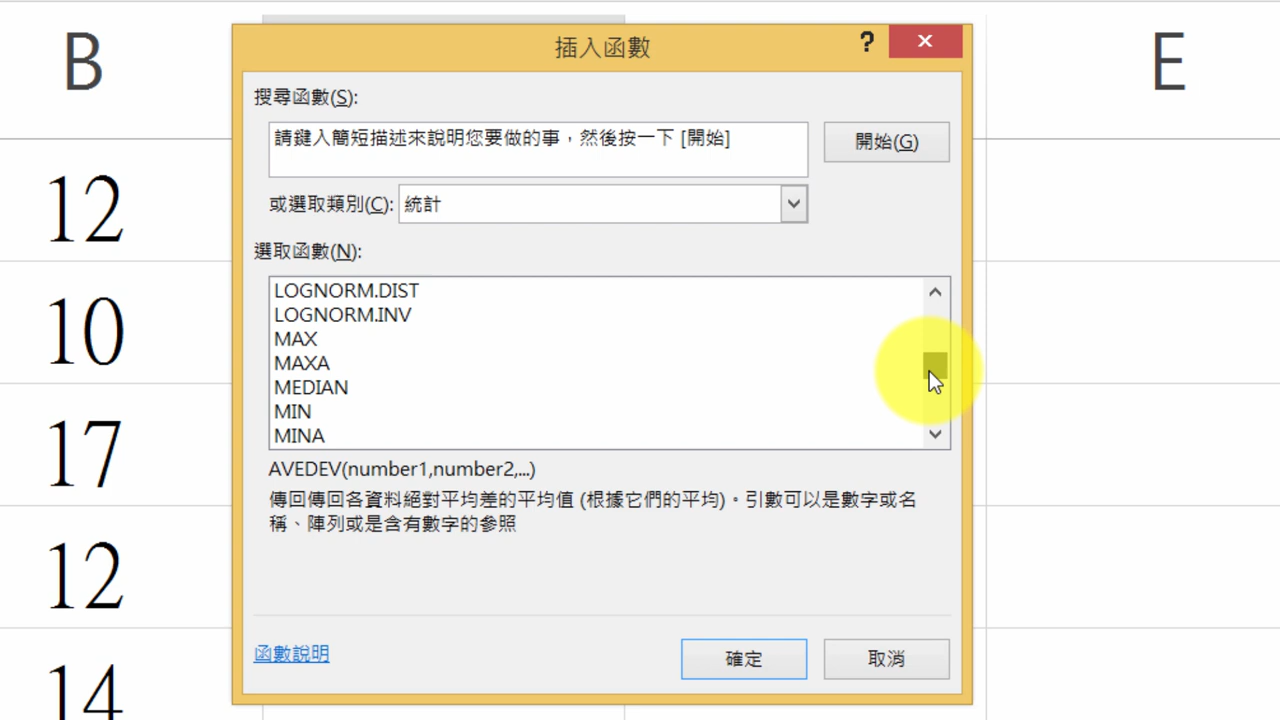 B
E
插入函數
?
搜尋函數(S):
請鍵入簡短描述來說明您要做的事，然後按一下 [開始]
開始(G)
或選取類別(C):
統計
選取函數(N):
LOGNORM.DIST
LOGNORM.INV
MAX
MAXA
MEDIAN
MIN
MINA
AVEDEV(number1,number2,...)
傳回傳回各資料絕對平均差的平均值 (根據它們的平均)。引數可以是數字或名
稱、陣列或是含有數字的參照
函數說明
確定
取消
12
10
17
12
14